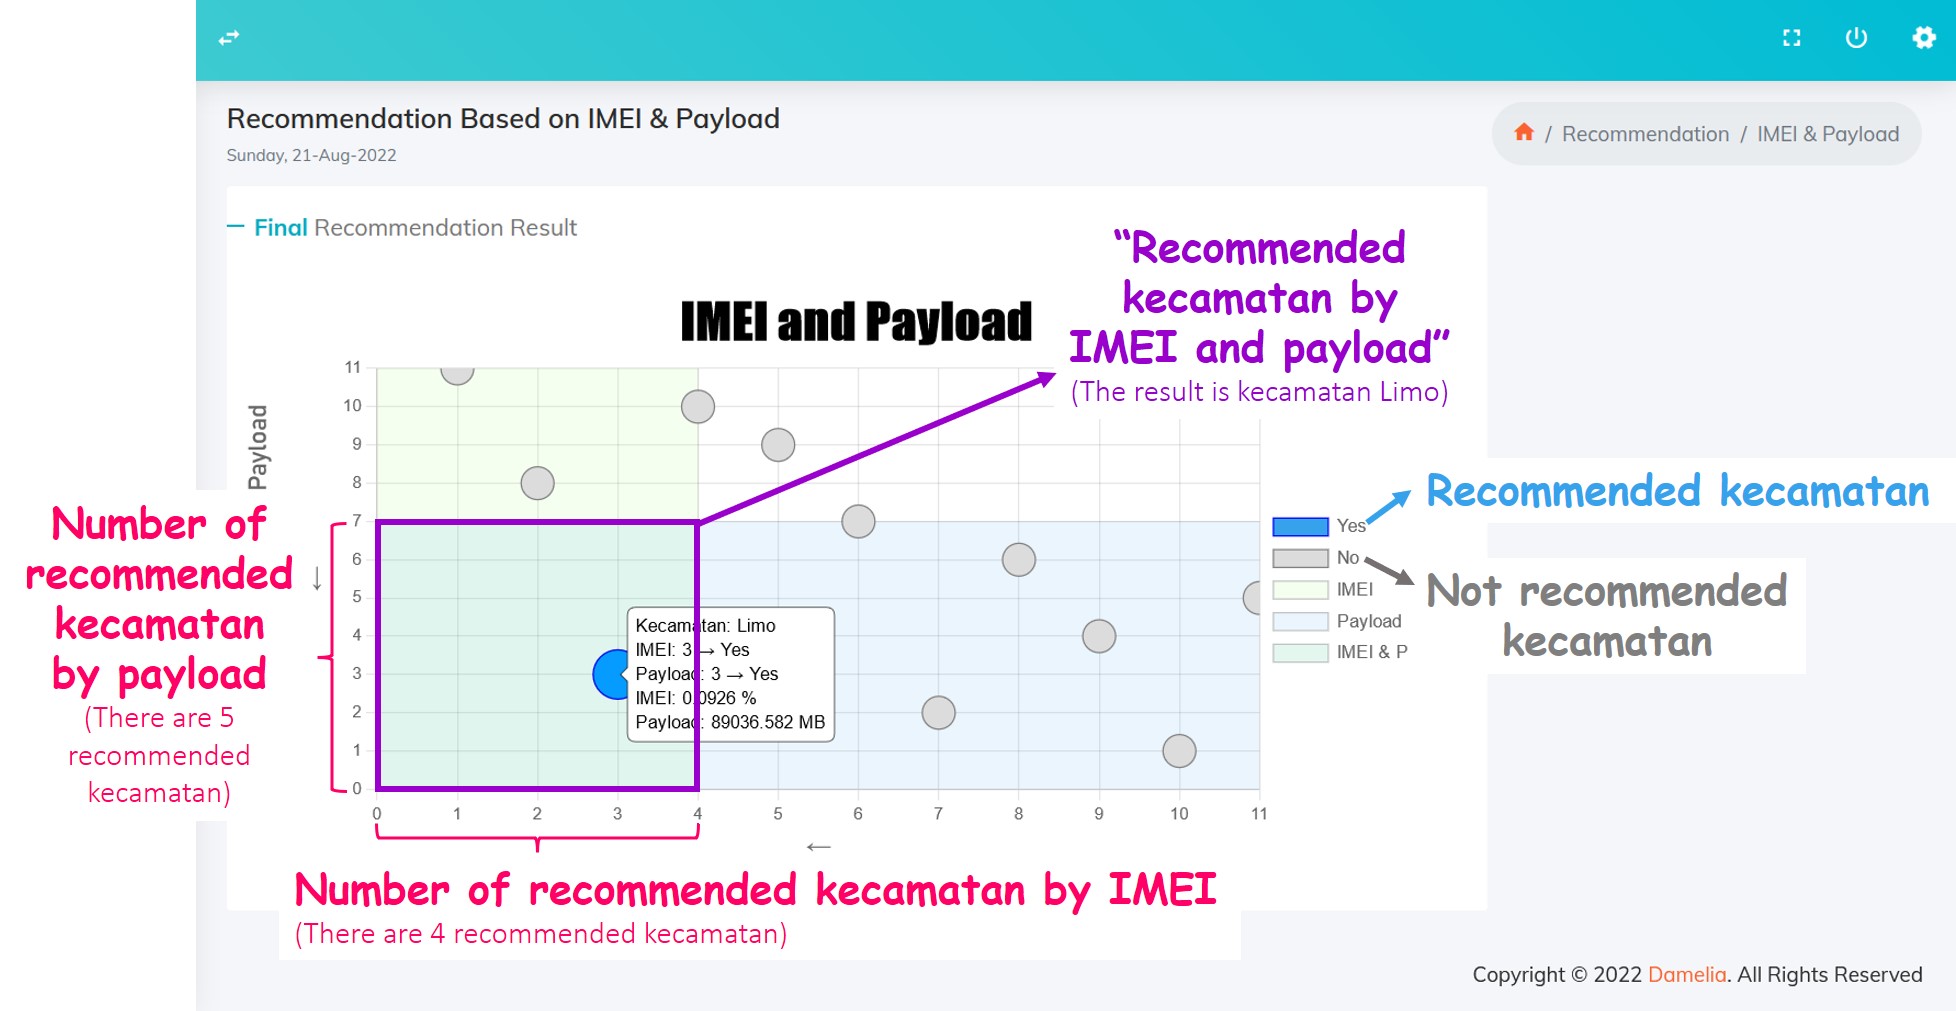 Recommendation Based on IMEI & Payload
Sunday, 21-Aug-2022
/ Recommendation / IMEI & Payload
Final Recommendation Result
IMEI and Payload
“Recommended
kecamatan by
IMEI and payload”
(The result is kecamatan Limo)
Payload
↓
11
10
9
8
7
6
5
4
3
2
1
0
0
1
2
3
4
5
6
7
8
9
10
11
←
Kecamatan: Limo
IMEI: 3 → Yes
Payload: 3 → Yes
IMEI: 0.0926 %
Payload: 89036.582 MB
Yes
No
IMEI
Payload
IMEI & P
Recommended kecamatan
Not recommended
kecamatan
Number of
recommended
kecamatan
by payload
(There are 5
recommended
kecamatan)
Number of recommended kecamatan by IMEI
(There are 4 recommended kecamatan)
Copyright © 2022 Damelia. All Rights Reserved